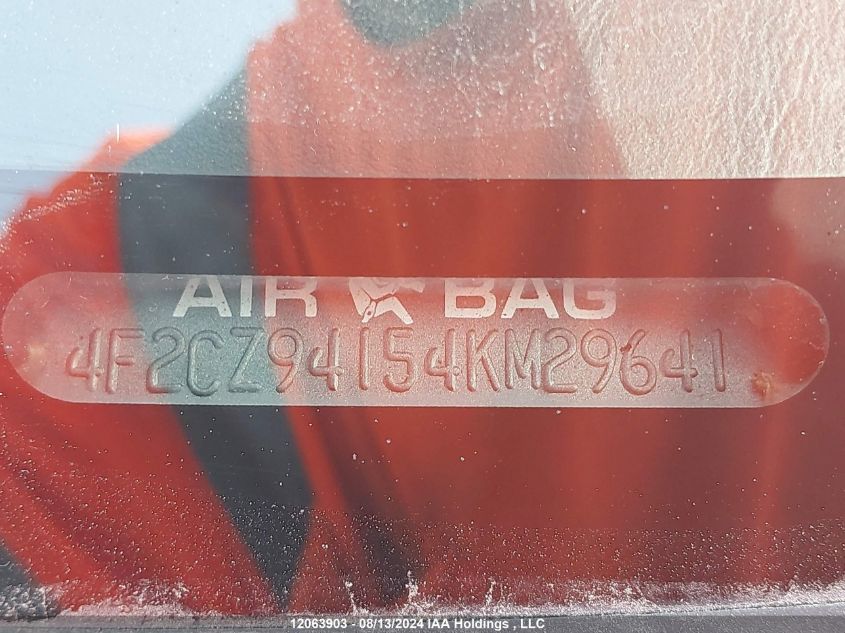 AIR BAG
4F2CZ94154KM29641
12063903 - 08/13/2024 IAA Holdings , LLC